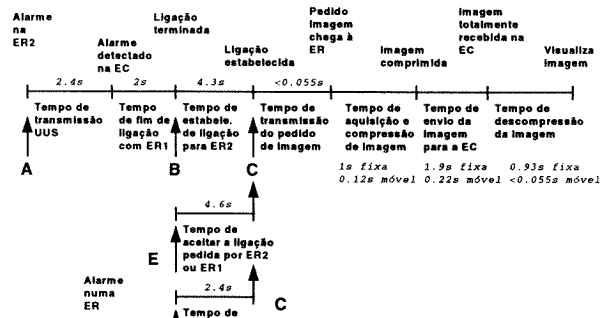 Alarme na ER2
Alarme detectado na EC
Ligação terminada
Ligação estabelecida
Pedido Imagem chega à ER
Imagem comprimida
Imagem totalmente recebida na EC
Visualiza imagem
2.4s
2s
4.3s
<0.055s
Tempo de transmissão UUS
Tempo de fim de ligação com ER1
Tempo de estabele. de ligação para ER2
Tempo de transmissão do pedido de imagem
Tempo de aquisição e compressão de imagem
Tempo de envio da imagem para a EC
Tempo de descompressão da imagem
1s fixa
0.12s móvel
1.9s fixa
0.22s móvel
0.93s fixa
<0.055s móvel
A
B
C
4.6s
E
Tempo de aceitar a ligação pedida por ER2 ou ER1
Alarme numa ER
2.4s
C
Tempo de